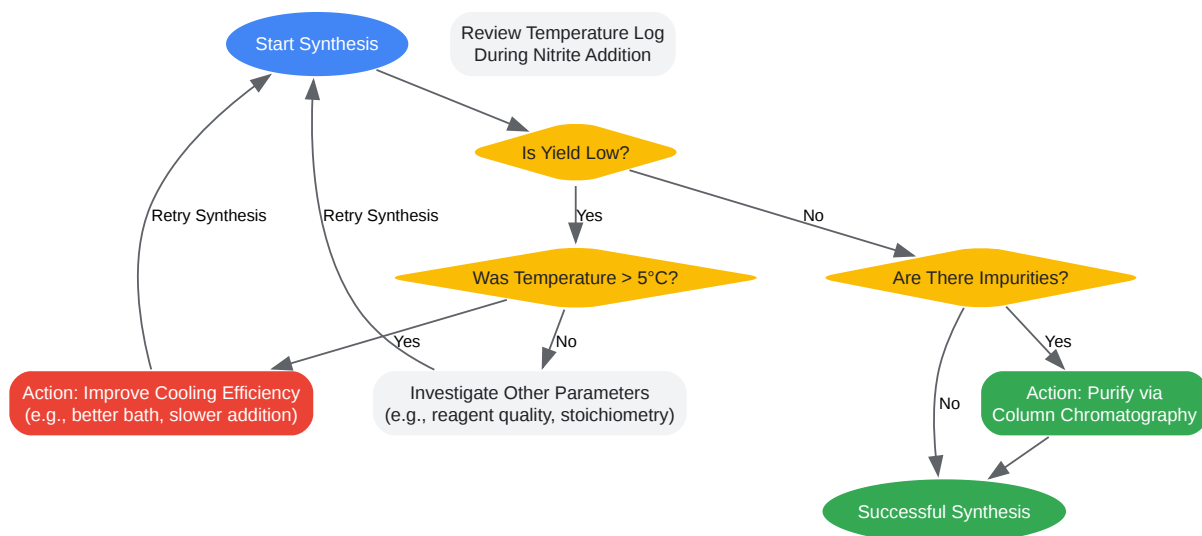 Start Synthesis
Review Temperature Log
During Nitrite Addition
Is Yield Low?
Retry Synthesis
Retry Synthesis
Yes
No
Was Temperature > 5°C?
Are There Impurities?
Yes
No
Yes
Action: Improve Cooling Efficiency
(e.g., better bath, slower addition)
Investigate Other Parameters
(e.g., reagent quality, stoichiometry)
No
Action: Purify via
Column Chromatography
Successful Synthesis